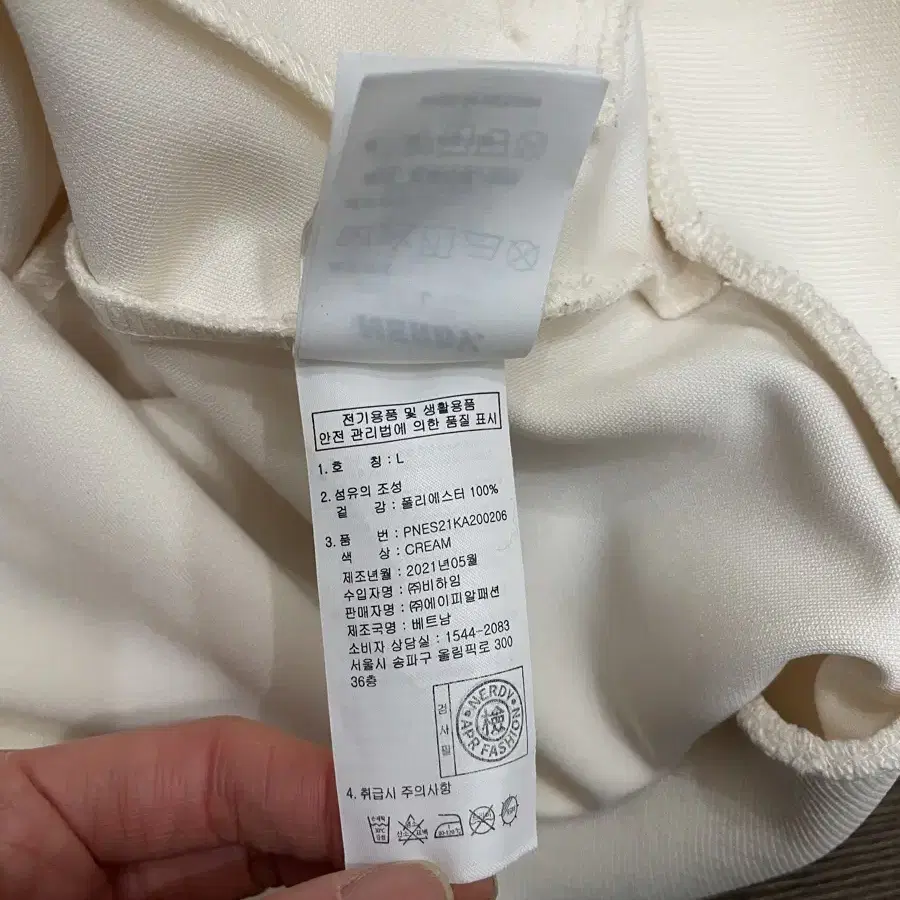 전기용품 및 생활용품
안전 관리법에 의한 품질 표시
1. 호 칭 : L
2. 섬유의 조성
겉 감 : 폴리에스터 100%
3. 품 번 : PNES21KA200206
색 상 : CREAM
제조년월 : 2021년05월
수입자명 : ㈜비하임
판매자명 : ㈜에이피알패션
제조국명 : 베트남
소비자 상담실 : 1544-2083
서울시 송파구 올림픽로 300
36층
검사필
NERDY
檢
APR FASHION
4. 취급시 주의사항